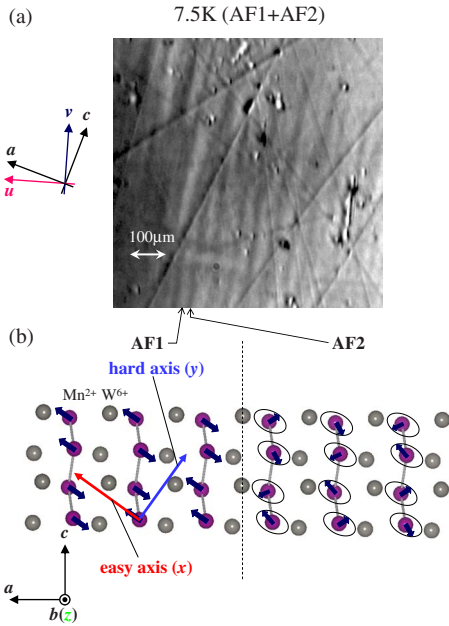 (a)
7.5K (AF1+AF2)
v
c
a
u
100μm
AF1
AF2
(b)
hard axis (y)
Mn²⁺ W⁶⁺
easy axis (x)
c
a
b(z)